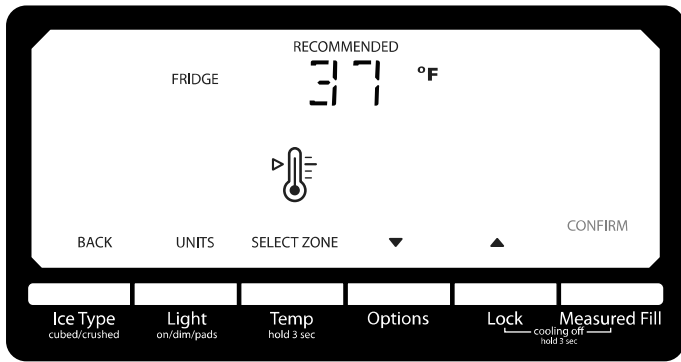 RECOMMENDED
FRIDGE 37 °F
BACK UNITS SELECT ZONE CONFIRM
Ice Type Light Temp Options Lock Measured Fill
cubed/crushed on/dim/pads hold 3 sec cooling off
hold 3 sec